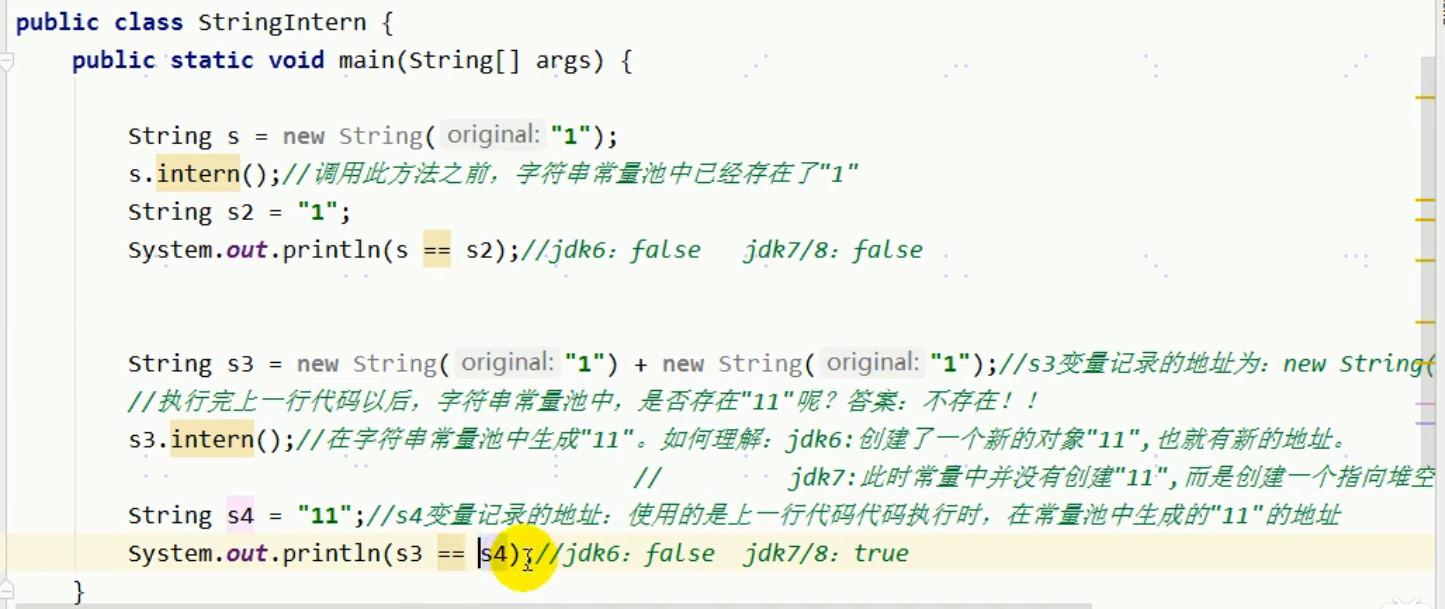 public class StringIntern {
public static void main(String[] args) {
String s = new String( original: "1");
s.intern();//调用此方法之前，字符串常量池中已经存在了"1"
String s2 = "1";
System.out.println(s == s2);//jdk6：false jdk7/8：false
String s3 = new String( original: "1") + new String( original: "1");//s3变量记录的地址为：new String(
//执行完上一行代码以后，字符串常量池中，是否存在"11"呢？答案：不存在！！
s3.intern();//在字符串常量池中生成"11"。如何理解：jdk6:创建了一个新的对象"11",也就有新的地址。
// jdk7:此时常量中并没有创建"11",而是创建一个指向堆空
String s4 = "11";//s4变量记录的地址：使用的是上一行代码代码执行时，在常量池中生成的"11"的地址
System.out.println(s3 == s4);//jdk6：false jdk7/8：true
}